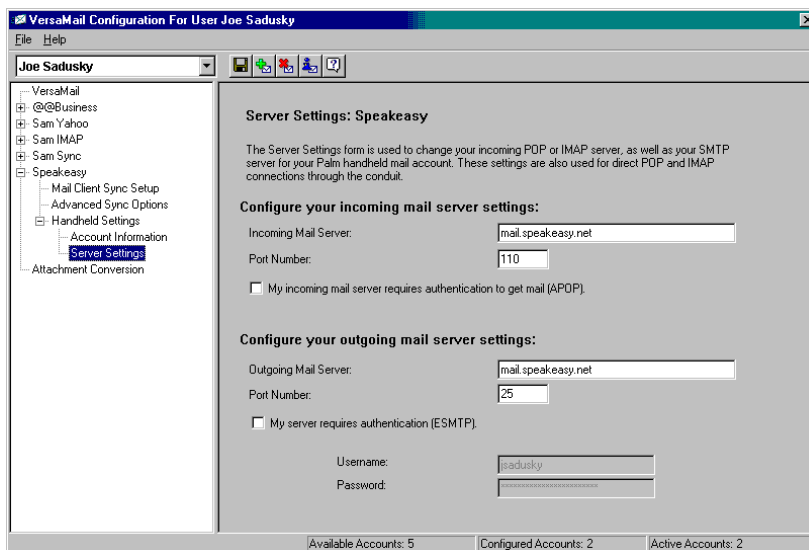 VersaMail Configuration For User Joe Sadusky
File Help
Joe Sadusky
VersaMail
@@Business
Sam Yahoo
Sam IMAP
Sam Sync
Speakeasy
Mail Client Sync Setup
Advanced Sync Options
Handheld Settings
Account Information
Server Settings
Attachment Conversion
Server Settings: Speakeasy
The Server Settings form is used to change your incoming POP or IMAP server, as well as your SMTP
server for your Palm handheld mail account. These settings are also used for direct POP and IMAP
connections through the conduit.
Configure your incoming mail server settings:
Incoming Mail Server: mail.speakeasy.net
Port Number: 110
My incoming mail server requires authentication to get mail (APOP).
Configure your outgoing mail server settings:
Outgoing Mail Server: mail.speakeasy.net
Port Number: 25
My server requires authentication (ESMTP).
Username: jsadusky
Password:
Available Accounts: 5 Configured Accounts: 2 Active Accounts: 2